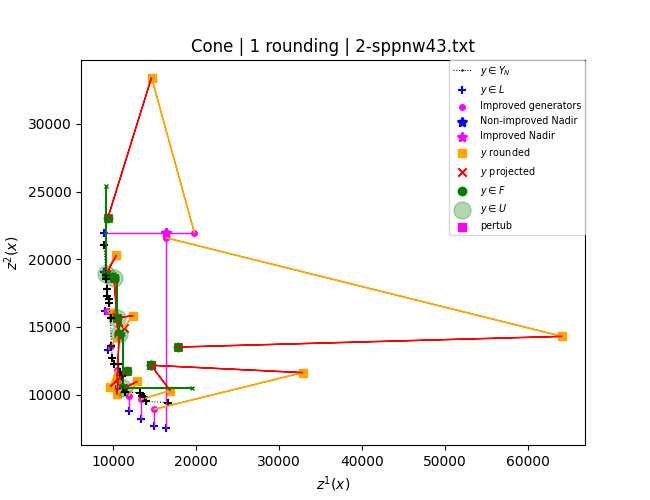 Cone | 1 rounding | 2-sppnw43.txt
z²(x)
30000
25000
20000
15000
10000
10000 20000 30000 40000 50000 60000
z¹(x)
y ∈ Y_N
y ∈ L
Improved generators
Non-improved Nadir
Improved Nadir
y rounded
y projected
y ∈ F
y ∈ U
pertub